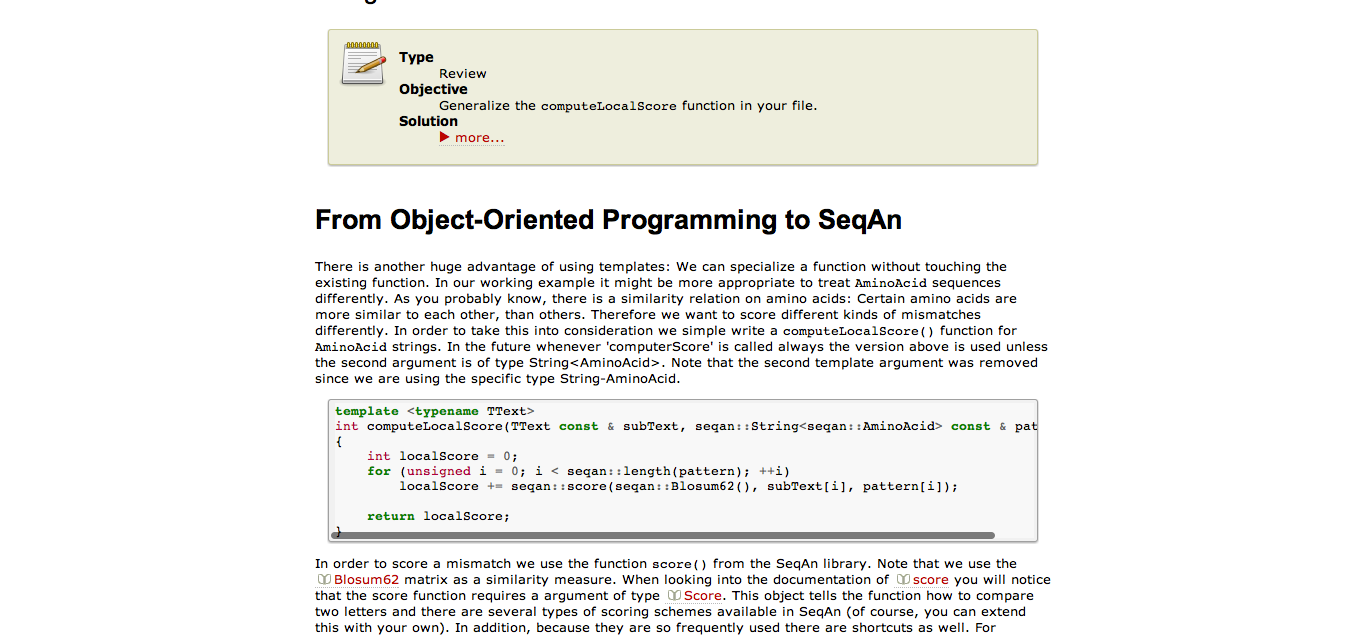 Type
Review
Objective
Generalize the computeLocalScore function in your file.
Solution
more...
From Object-Oriented Programming to SeqAn
There is another huge advantage of using templates: We can specialize a function without touching the
existing function. In our working example it might be more appropriate to treat AminoAcid sequences
differently. As you probably know, there is a similarity relation on amino acids: Certain amino acids are
more similar to each other, than others. Therefore we want to score different kinds of mismatches
differently. In order to take this into consideration we simple write a computeLocalScore() function for
AminoAcid strings. In the future whenever 'computerScore' is called always the version above is used unless
the second argument is of type String<AminoAcid>. Note that the second template argument was removed
since we are using the specific type String-AminoAcid.
template <typename TText>
int computeLocalScore(TText const & subText, seqan::String<seqan::AminoAcid> const & pat
{
int localScore = 0;
for (unsigned i = 0; i < seqan::length(pattern); ++i)
localScore += seqan::score(seqan::Blosum62(), subText[i], pattern[i]);
return localScore;
}
In order to score a mismatch we use the function score() from the SeqAn library. Note that we use the
Blosum62 matrix as a similarity measure. When looking into the documentation of score you will notice
that the score function requires a argument of type Score. This object tells the function how to compare
two letters and there are several types of scoring schemes available in SeqAn (of course, you can extend
this with your own). In addition, because they are so frequently used there are shortcuts as well. For